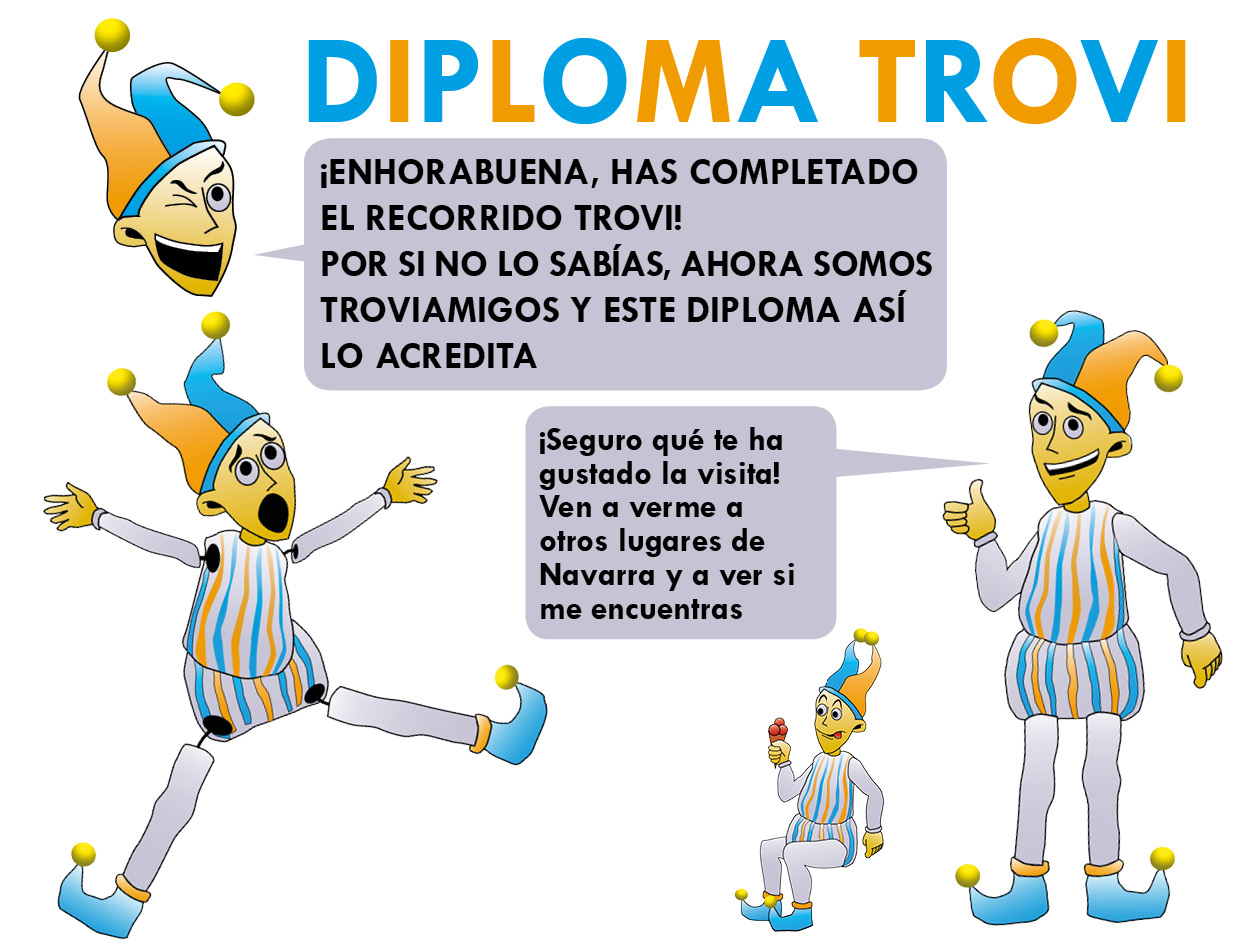 DIPLOMA TROVI
¡ENHORABUENA, HAS COMPLETADO
EL RECORRIDO TROVI!
POR SI NO LO SABÍAS, AHORA SOMOS
TROVIAMIGOS Y ESTE DIPLOMA ASÍ
LO ACREDITA
¡Seguro qué te ha
gustado la visita!
Ven a verme a
otros lugares de
Navarra y a ver si
me encuentras